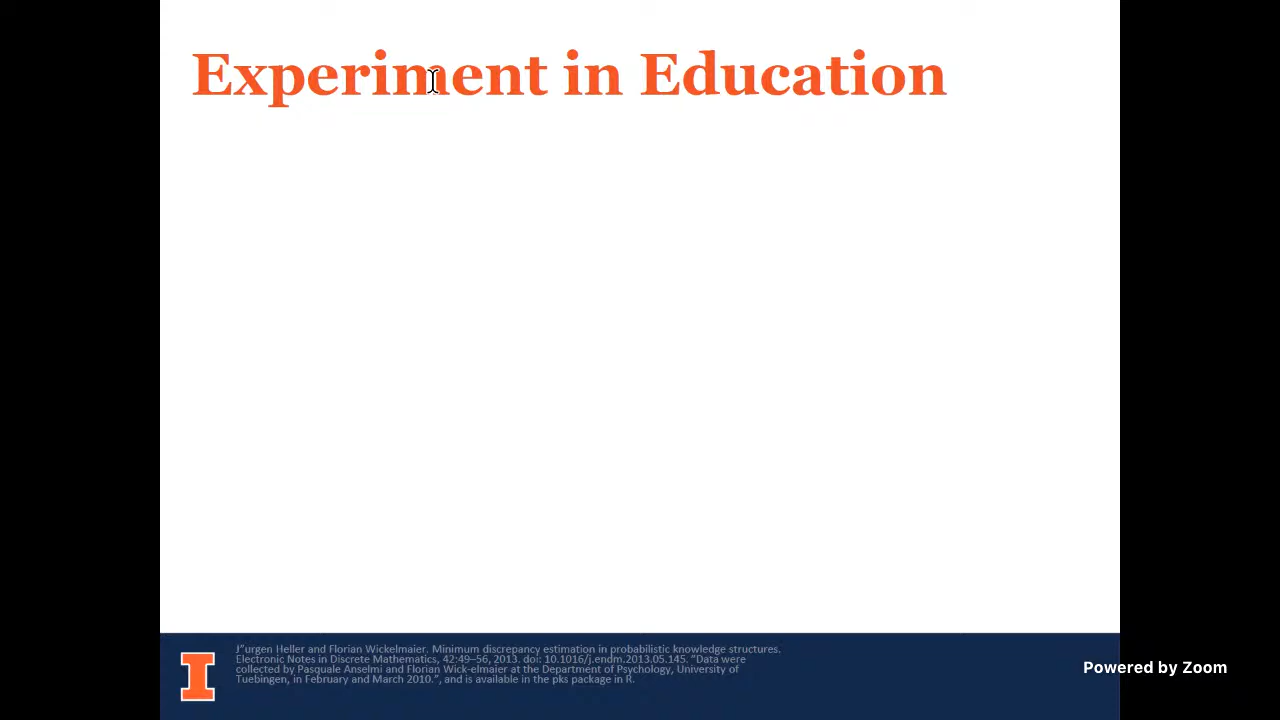 Experiment in Education
J"urgen Heller and Florian Wickelmaier. Minimum discrepancy estimation in probabilistic knowledge structures.
Electronic Notes in Discrete Mathematics, 42:49–56, 2013. doi: 10.1016/j.endm.2013.05.145. "Data were
collected by Pasquale Anselmi and Florian Wick-elmaier at the Department of Psychology, University of
Tuebingen, in February and March 2010.", and is available in the pks package in R.
I
Powered by Zoom